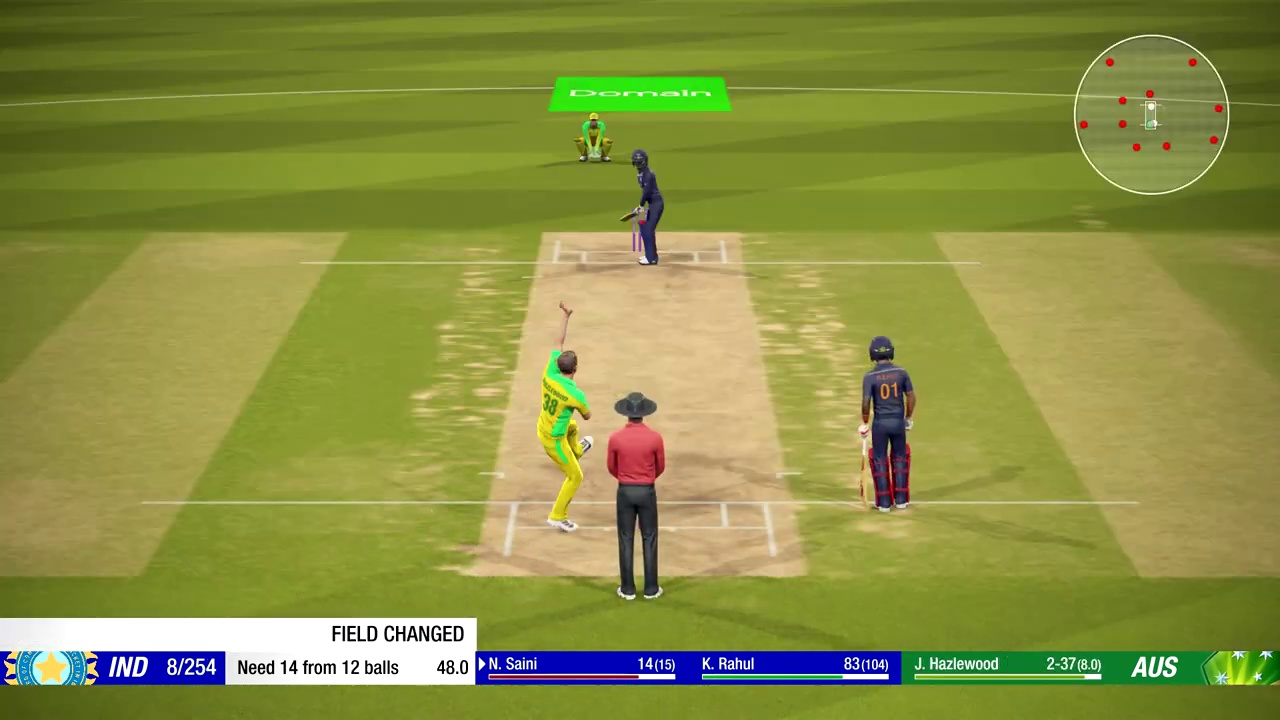 Domain
38
01
FIELD CHANGED
IND 8/254 Need 14 from 12 balls 48.0 N. Saini 14 (15) K. Rahul 83 (104) J. Hazlewood 2-37 (8.0) AUS